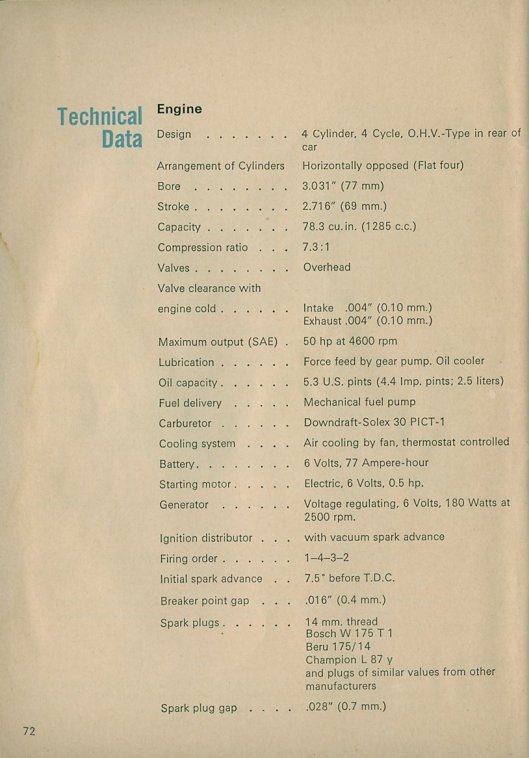 Technical
Data
Engine
Design . . . . . . . 4 Cylinder, 4 Cycle, O.H.V.-Type in rear of
car
Arrangement of Cylinders Horizontally opposed (Flat four)
Bore . . . . . . . . 3.031" (77 mm)
Stroke . . . . . . . . 2.716" (69 mm.)
Capacity . . . . . . . 78.3 cu.in. (1285 c.c.)
Compression ratio . . . 7.3:1
Valves . . . . . . . . Overhead
Valve clearance with
engine cold . . . . . . Intake .004" (0.10 mm.)
Exhaust .004" (0.10 mm.)
Maximum output (SAE) . 50 hp at 4600 rpm
Lubrication . . . . . . Force feed by gear pump. Oil cooler
Oil capacity . . . . . . 5.3 U.S. pints (4.4 Imp. pints; 2.5 liters)
Fuel delivery . . . . . Mechanical fuel pump
Carburetor . . . . . . Downdraft-Solex 30 PICT-1
Cooling system . . . . Air cooling by fan, thermostat controlled
Battery . . . . . . . . 6 Volts, 77 Ampere-hour
Starting motor . . . . . Electric, 6 Volts, 0.5 hp.
Generator . . . . . . Voltage regulating, 6 Volts, 180 Watts at
2500 rpm.
Ignition distributor . . . with vacuum spark advance
Firing order . . . . . . 1–4–3–2
Initial spark advance . . 7.5° before T.D.C.
Breaker point gap . . . .016" (0.4 mm.)
Spark plugs . . . . . . 14 mm. thread
Bosch W 175 T 1
Beru 175/14
Champion L 87 y
and plugs of similar values from other
manufacturers
Spark plug gap . . . . .028" (0.7 mm.)
72